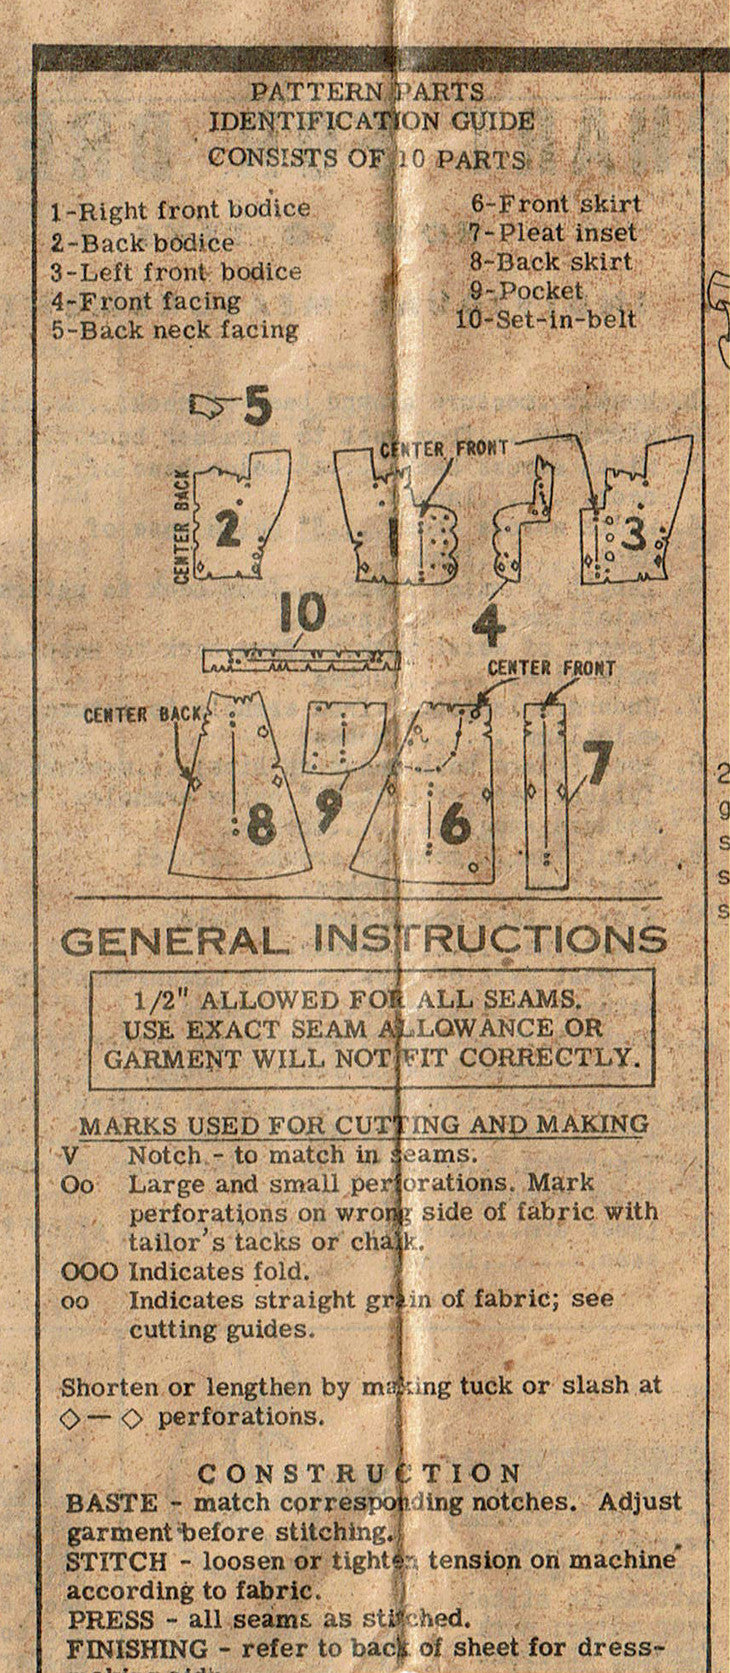 PATTERN PARTS
IDENTIFICATION GUIDE
CONSISTS OF 10 PARTS
1-Right front bodice
2-Back bodice
3-Left front bodice
4-Front facing
5-Back neck facing
6-Front skirt
7-Pleat inset
8-Back skirt
9-Pocket
10-Set-in-belt
5
CENTER FRONT
CENTER BACK
2
1
3
4
10
CENTER FRONT
CENTER BACK
7
9
8
6
GENERAL INSTRUCTIONS
1/2" ALLOWED FOR ALL SEAMS.
USE EXACT SEAM ALLOWANCE OR
GARMENT WILL NOT FIT CORRECTLY.
MARKS USED FOR CUTTING AND MAKING
V Notch - to match in seams.
Oo Large and small perforations. Mark
perforations on wrong side of fabric with
tailor's tacks or chalk.
OOO Indicates fold.
oo Indicates straight grain of fabric; see
cutting guides.
Shorten or lengthen by making tuck or slash at
◇—◇ perforations.
CONSTRUCTION
BASTE - match corresponding notches. Adjust
garment before stitching.
STITCH - loosen or tighten tension on machine
according to fabric.
PRESS - all seams as stitched.
FINISHING - refer to back of sheet for dress-
2
g
s
s
s